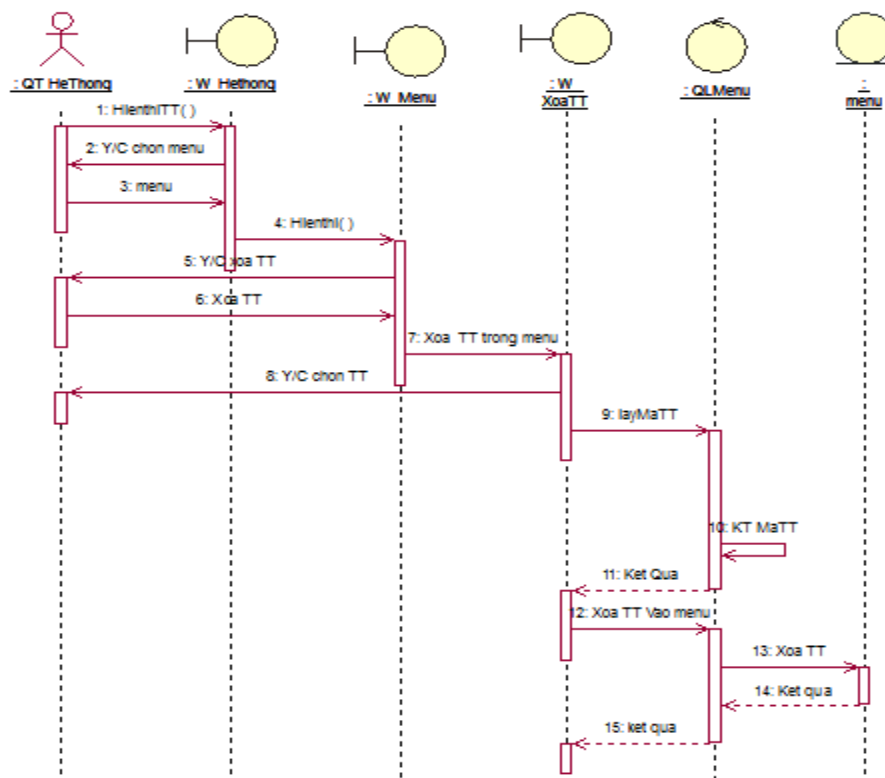 : QT HeThong
: W_Hethong
: W_Menu
: W_
XoaTT
: QLMenu
:
menu
1: HienthiTT( )
2: Y/C chon menu
3: menu
4: Hienthi( )
5: Y/C xoa TT
6: Xoa TT
7: Xoa TT trong menu
8: Y/C chon TT
9: layMaTT
10: KT MaTT
11: Ket Qua
12: Xoa TT Vao menu
13: Xoa TT
14: Ket qua
15: ket qua